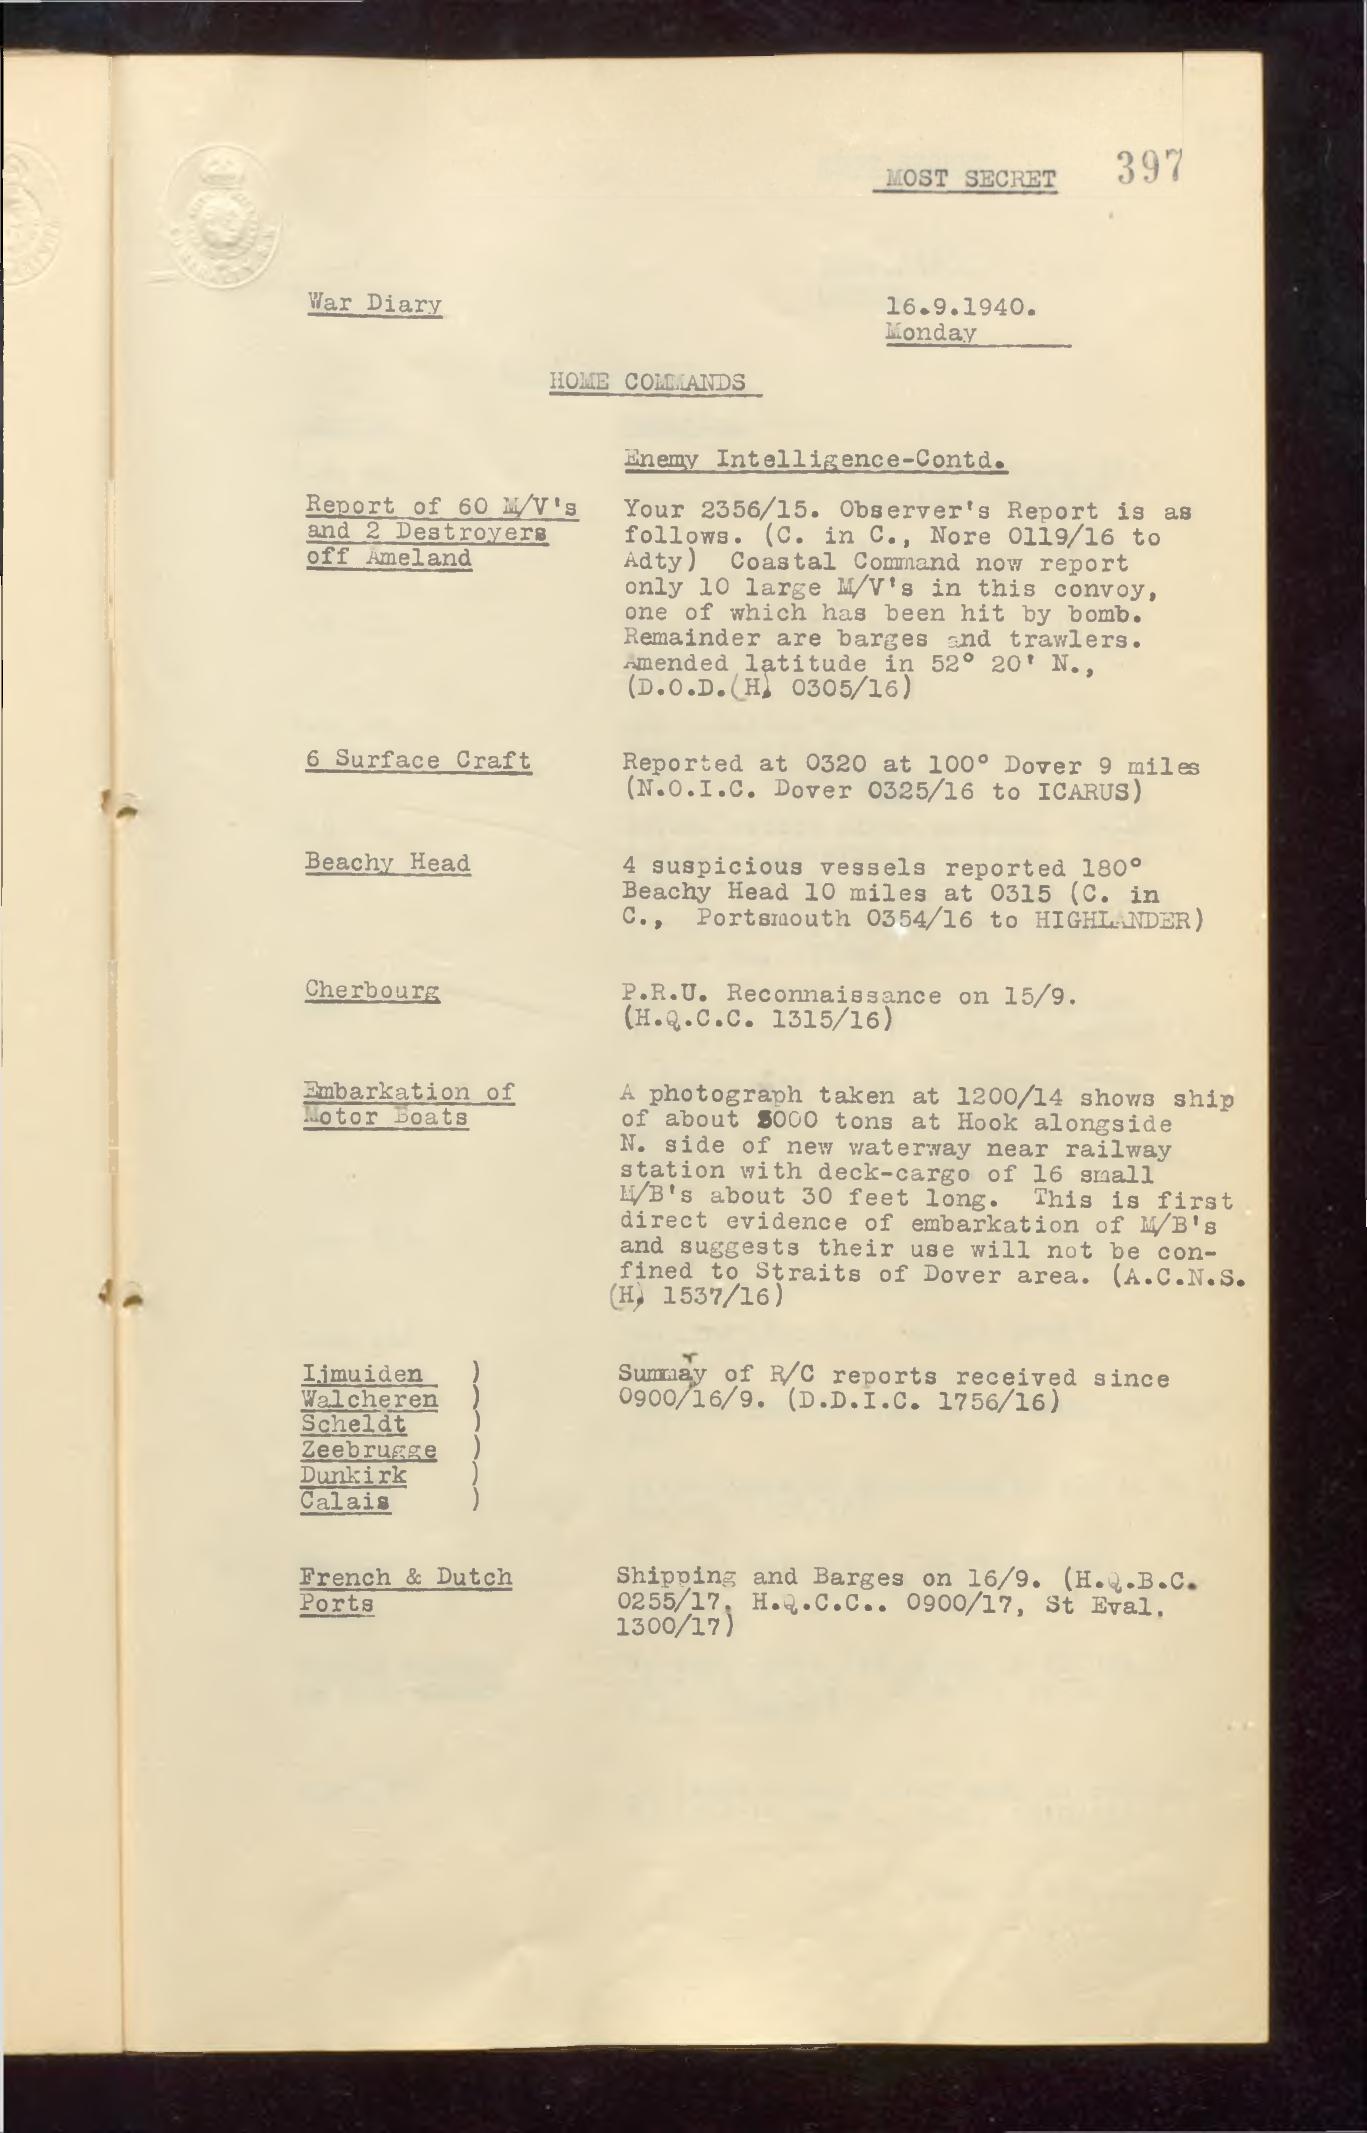 MOST SECRET 397
War Diary 16.9.1940.
Monday
HOME COMMANDS
Enemy Intelligence-Contd.
Report of 60 M/V's
and 2 Destroyers
off Ameland
Your 2356/15. Observer's Report is as
follows. (C. in C., Nore 0119/16 to
Adty) Coastal Command now report
only 10 large M/V's in this convoy,
one of which has been hit by bomb.
Remainder are barges and trawlers.
Amended latitude in 52° 20' N.,
(D.O.D.(H) 0305/16)
6 Surface Craft
Reported at 0320 at 100° Dover 9 miles
(N.O.I.C. Dover 0325/16 to ICARUS)
Beachy Head
4 suspicious vessels reported 180°
Beachy Head 10 miles at 0315 (C. in
C., Portsmouth 0354/16 to HIGHLANDER)
Cherbourg
P.R.U. Reconnaissance on 15/9.
(H.Q.C.C. 1315/16)
Embarkation of
Motor Boats
A photograph taken at 1200/14 shows ship
of about 5000 tons at Hook alongside
N. side of new waterway near railway
station with deck-cargo of 16 small
M/B's about 30 feet long. This is first
direct evidence of embarkation of M/B's
and suggests their use will not be con-
fined to Straits of Dover area. (A.C.N.S.
(H) 1537/16)
Ijmuiden )
Walcheren )
Scheldt )
Zeebrugge )
Dunkirk )
Calais )
Summary of R/C reports received since
0900/16/9. (D.D.I.C. 1756/16)
French & Dutch
Ports
Shipping and Barges on 16/9. (H.Q.B.C.
0255/17, H.Q.C.C.. 0900/17, St Eval.
1300/17)